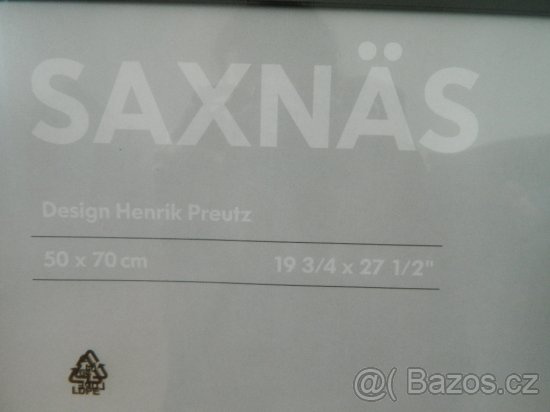 SAXNÄS
Design Henrik Preutz
50 x 70 cm 19 3/4 x 27 1/2"
LDPE
@ Bazos.cz